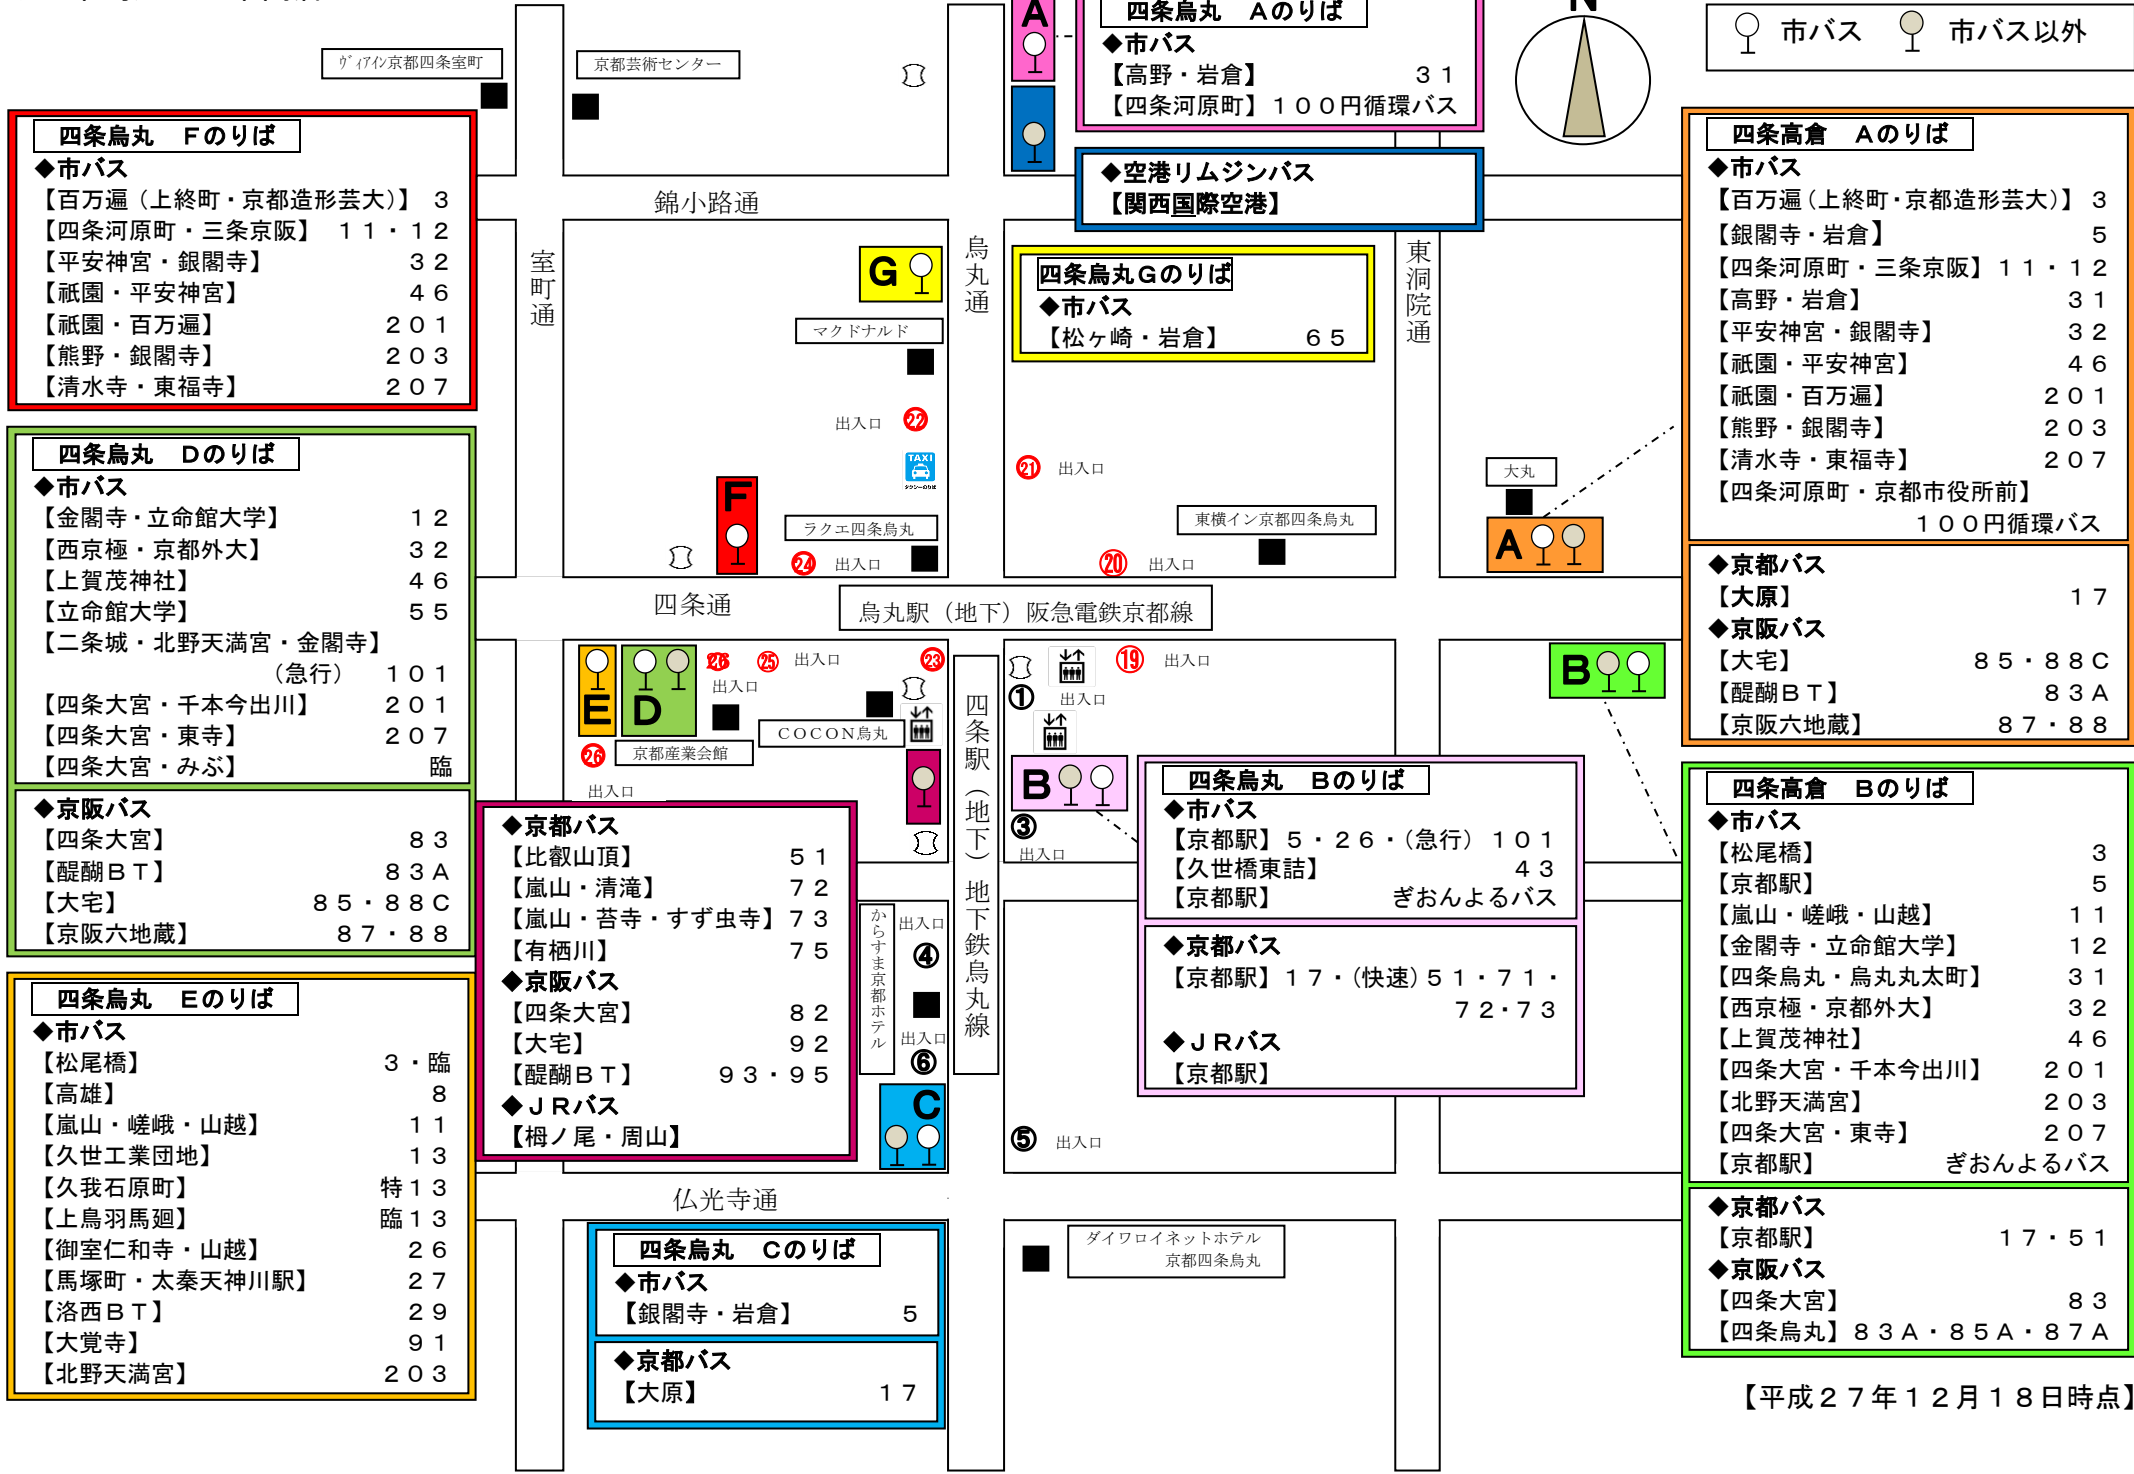 四条烏丸　Aのりば
◆市バス
【高野・岩倉】　３１
【四条河原町】１００円循環バス
A
N
市バス　市バス以外
ヴィアイン京都四条室町
京都芸術センター
◆空港リムジンバス
【関西国際空港】
四条烏丸　Fのりば
◆市バス
【百万遍（上終町・京都造形芸大）】　３
【四条河原町・三条京阪】　１１・１２
【平安神宮・銀閣寺】　３２
【祇園・平安神宮】　４６
【祇園・百万遍】　２０１
【熊野・銀閣寺】　２０３
【清水寺・東福寺】　２０７
四条烏丸　Dのりば
◆市バス
【金閣寺・立命館大学】　１２
【西京極・京都外大】　３２
【上賀茂神社】　４６
【立命館大学】　５５
【二条城・北野天満宮・金閣寺】
（急行）　１０１
【四条大宮・千本今出川】　２０１
【四条大宮・東寺】　２０７
【四条大宮・みぶ】　臨
◆京阪バス
【四条大宮】　８３
【醍醐ＢＴ】　８３Ａ
【大宅】　８５・８８Ｃ
【京阪六地蔵】　８７・８８
四条烏丸　Eのりば
◆市バス
【松尾橋】　３・臨
【高雄】　８
【嵐山・嵯峨・山越】　１１
【久世工業団地】　１３
【久我石原町】　特１３
【上鳥羽馬廻】　臨１３
【御室仁和寺・山越】　２６
【馬塚町・太秦天神川駅】　２７
【洛西ＢＴ】　２９
【大覚寺】　９１
【北野天満宮】　２０３
錦小路通
室町通
烏丸通
東洞院通
G
四条烏丸Gのりば
◆市バス
【松ヶ崎・岩倉】　６５
マクドナルド
出入口　㉒
TAXI
タクシーのりば
㉑　出入口
F
ラクエ四条烏丸
㉔　出入口
東横イン京都四条烏丸
⑳　出入口
大丸
A
四条通
烏丸駅（地下）阪急電鉄京都線
E
D
出入口
㉕　出入口
㉓
①
出入口
⑲　出入口
B
COCON烏丸
㉖
京都産業会館
出入口
四条駅（地下）地下鉄烏丸線
B
③
出入口
◆京都バス
【比叡山頂】　５１
【嵐山・清滝】　７２
【嵐山・苔寺・すず虫寺】７３
【有栖川】　７５
◆京阪バス
【四条大宮】　８２
【大宅】　９２
【醍醐ＢＴ】　９３・９５
◆ＪＲバス
【栂ノ尾・周山】
からすま京都ホテル
出入口
④
出入口
⑥
C
⑤　出入口
四条烏丸　Bのりば
◆市バス
【京都駅】５・２６・（急行）１０１
【久世橋東詰】　４３
【京都駅】　ぎおんよるバス
◆京都バス
【京都駅】１７・（快速）５１・７１・
７２・７３
◆ＪＲバス
【京都駅】
仏光寺通
四条烏丸　Cのりば
◆市バス
【銀閣寺・岩倉】　５
◆京都バス
【大原】　１７
ダイワロイネットホテル
京都四条烏丸
四条高倉　Aのりば
◆市バス
【百万遍（上終町・京都造形芸大）】３
【銀閣寺・岩倉】　５
【四条河原町・三条京阪】１１・１２
【高野・岩倉】　３１
【平安神宮・銀閣寺】　３２
【祇園・平安神宮】　４６
【祇園・百万遍】　２０１
【熊野・銀閣寺】　２０３
【清水寺・東福寺】　２０７
【四条河原町・京都市役所前】
１００円循環バス
◆京都バス
【大原】　１７
◆京阪バス
【大宅】　８５・８８Ｃ
【醍醐ＢＴ】　８３Ａ
【京阪六地蔵】　８７・８８
四条高倉　Bのりば
◆市バス
【松尾橋】　３
【京都駅】　５
【嵐山・嵯峨・山越】　１１
【金閣寺・立命館大学】　１２
【四条烏丸・烏丸丸太町】　３１
【西京極・京都外大】　３２
【上賀茂神社】　４６
【四条大宮・千本今出川】　２０１
【北野天満宮】　２０３
【四条大宮・東寺】　２０７
【京都駅】　ぎおんよるバス
◆京都バス
【京都駅】　１７・５１
◆京阪バス
【四条大宮】　８３
【四条烏丸】８３Ａ・８５Ａ・８７Ａ
【平成２７年１２月１８日時点】